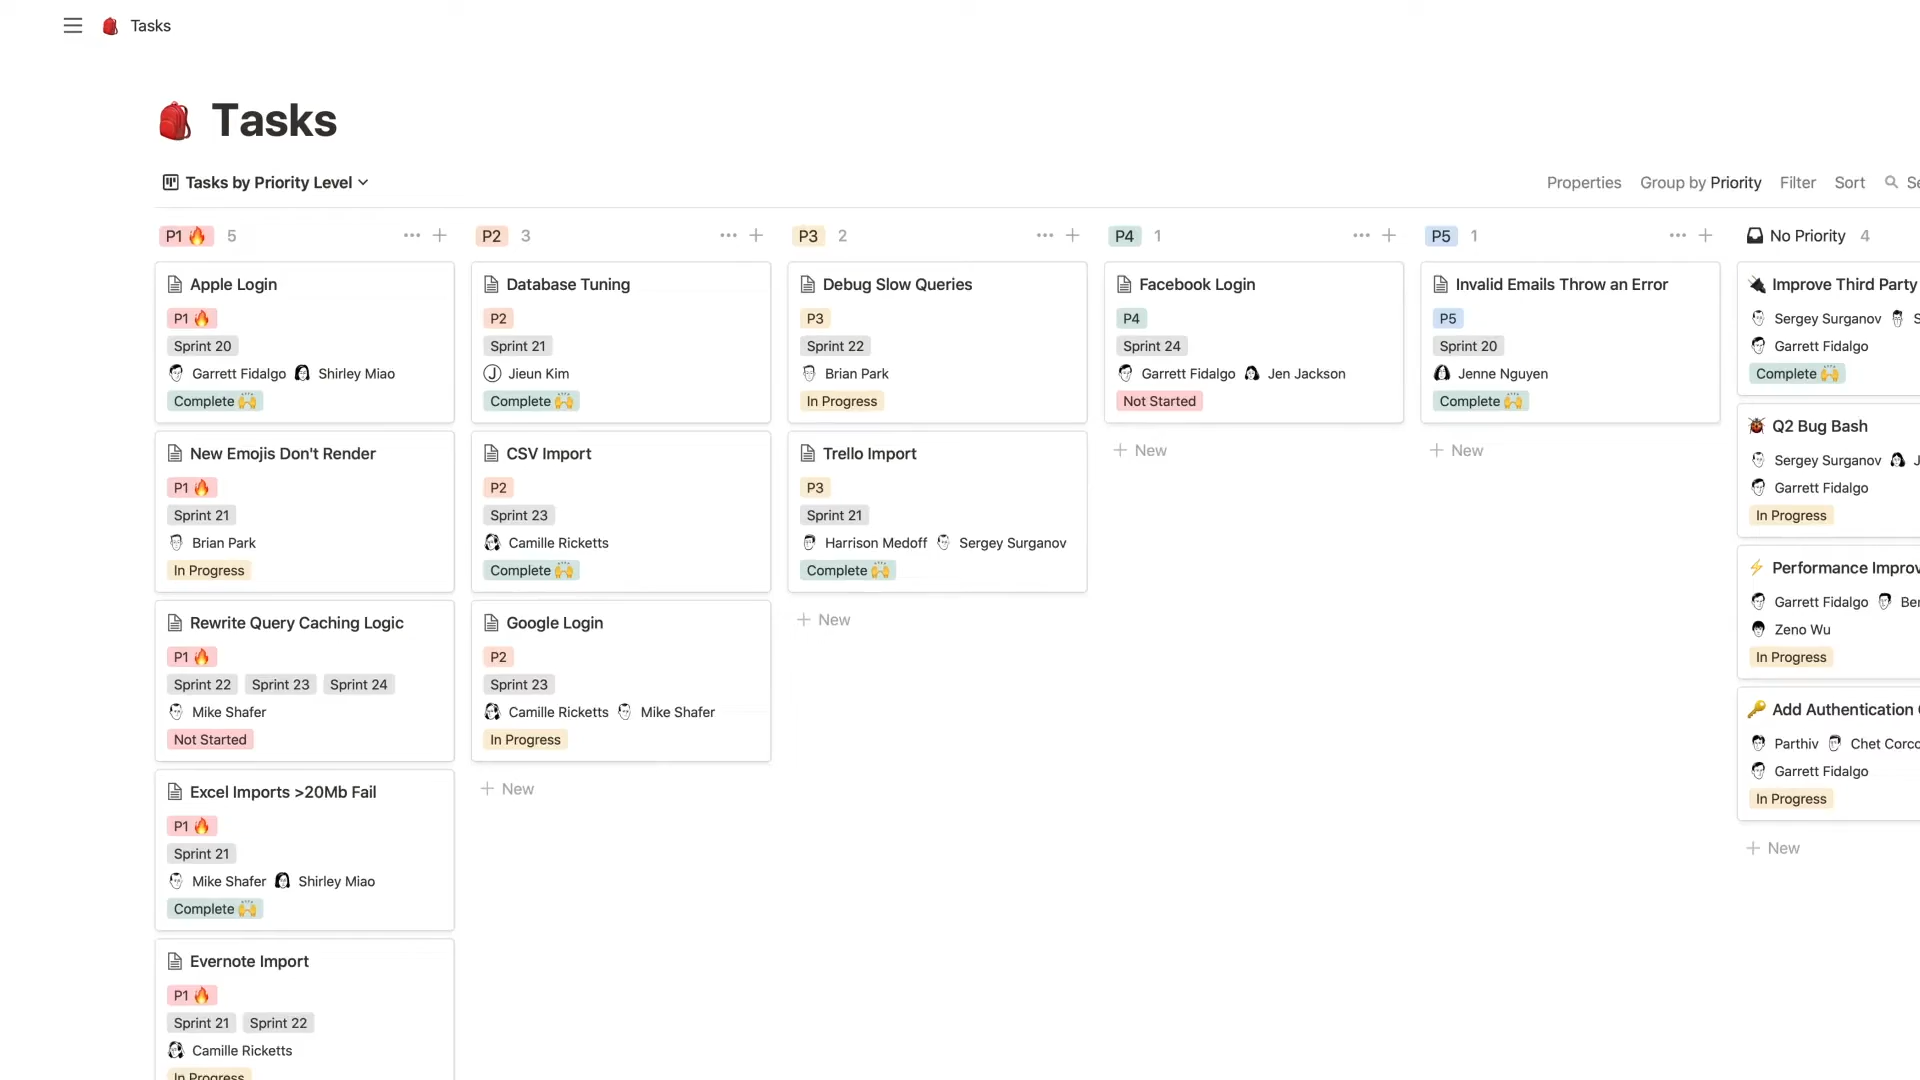 Tasks
Tasks
Tasks by Priority Level
Properties Group by Priority Filter Sort
P1 🔥 5
Apple Login
P1 🔥
Sprint 20
Garrett Fidalgo Shirley Miao
Complete 🙌
New Emojis Don't Render
P1 🔥
Sprint 21
Brian Park
In Progress
Rewrite Query Caching Logic
P1 🔥
Sprint 22 Sprint 23 Sprint 24
Mike Shafer
Not Started
Excel Imports >20Mb Fail
P1 🔥
Sprint 21
Mike Shafer Shirley Miao
Complete 🙌
Evernote Import
P1 🔥
Sprint 21 Sprint 22
Camille Ricketts
In Progress
P2 3
Database Tuning
P2
Sprint 21
J Jieun Kim
Complete 🙌
CSV Import
P2
Sprint 23
Camille Ricketts
Complete 🙌
Google Login
P2
Sprint 23
Camille Ricketts Mike Shafer
In Progress
+ New
P3 2
Debug Slow Queries
P3
Sprint 22
Brian Park
In Progress
Trello Import
P3
Sprint 21
Harrison Medoff Sergey Surganov
Complete 🙌
+ New
P4 1
Facebook Login
P4
Sprint 24
Garrett Fidalgo Jen Jackson
Not Started
+ New
P5 1
Invalid Emails Throw an Error
P5
Sprint 20
Jenne Nguyen
Complete 🙌
+ New
No Priority 4
Improve Third Party
Sergey Surganov
Garrett Fidalgo
Complete 🙌
Q2 Bug Bash
Sergey Surganov
Garrett Fidalgo
In Progress
Performance
Garrett Fidalgo
Zeno Wu
In Progress
Add Authentication
Parthiv Chet
Garrett Fidalgo
In Progress
+ New